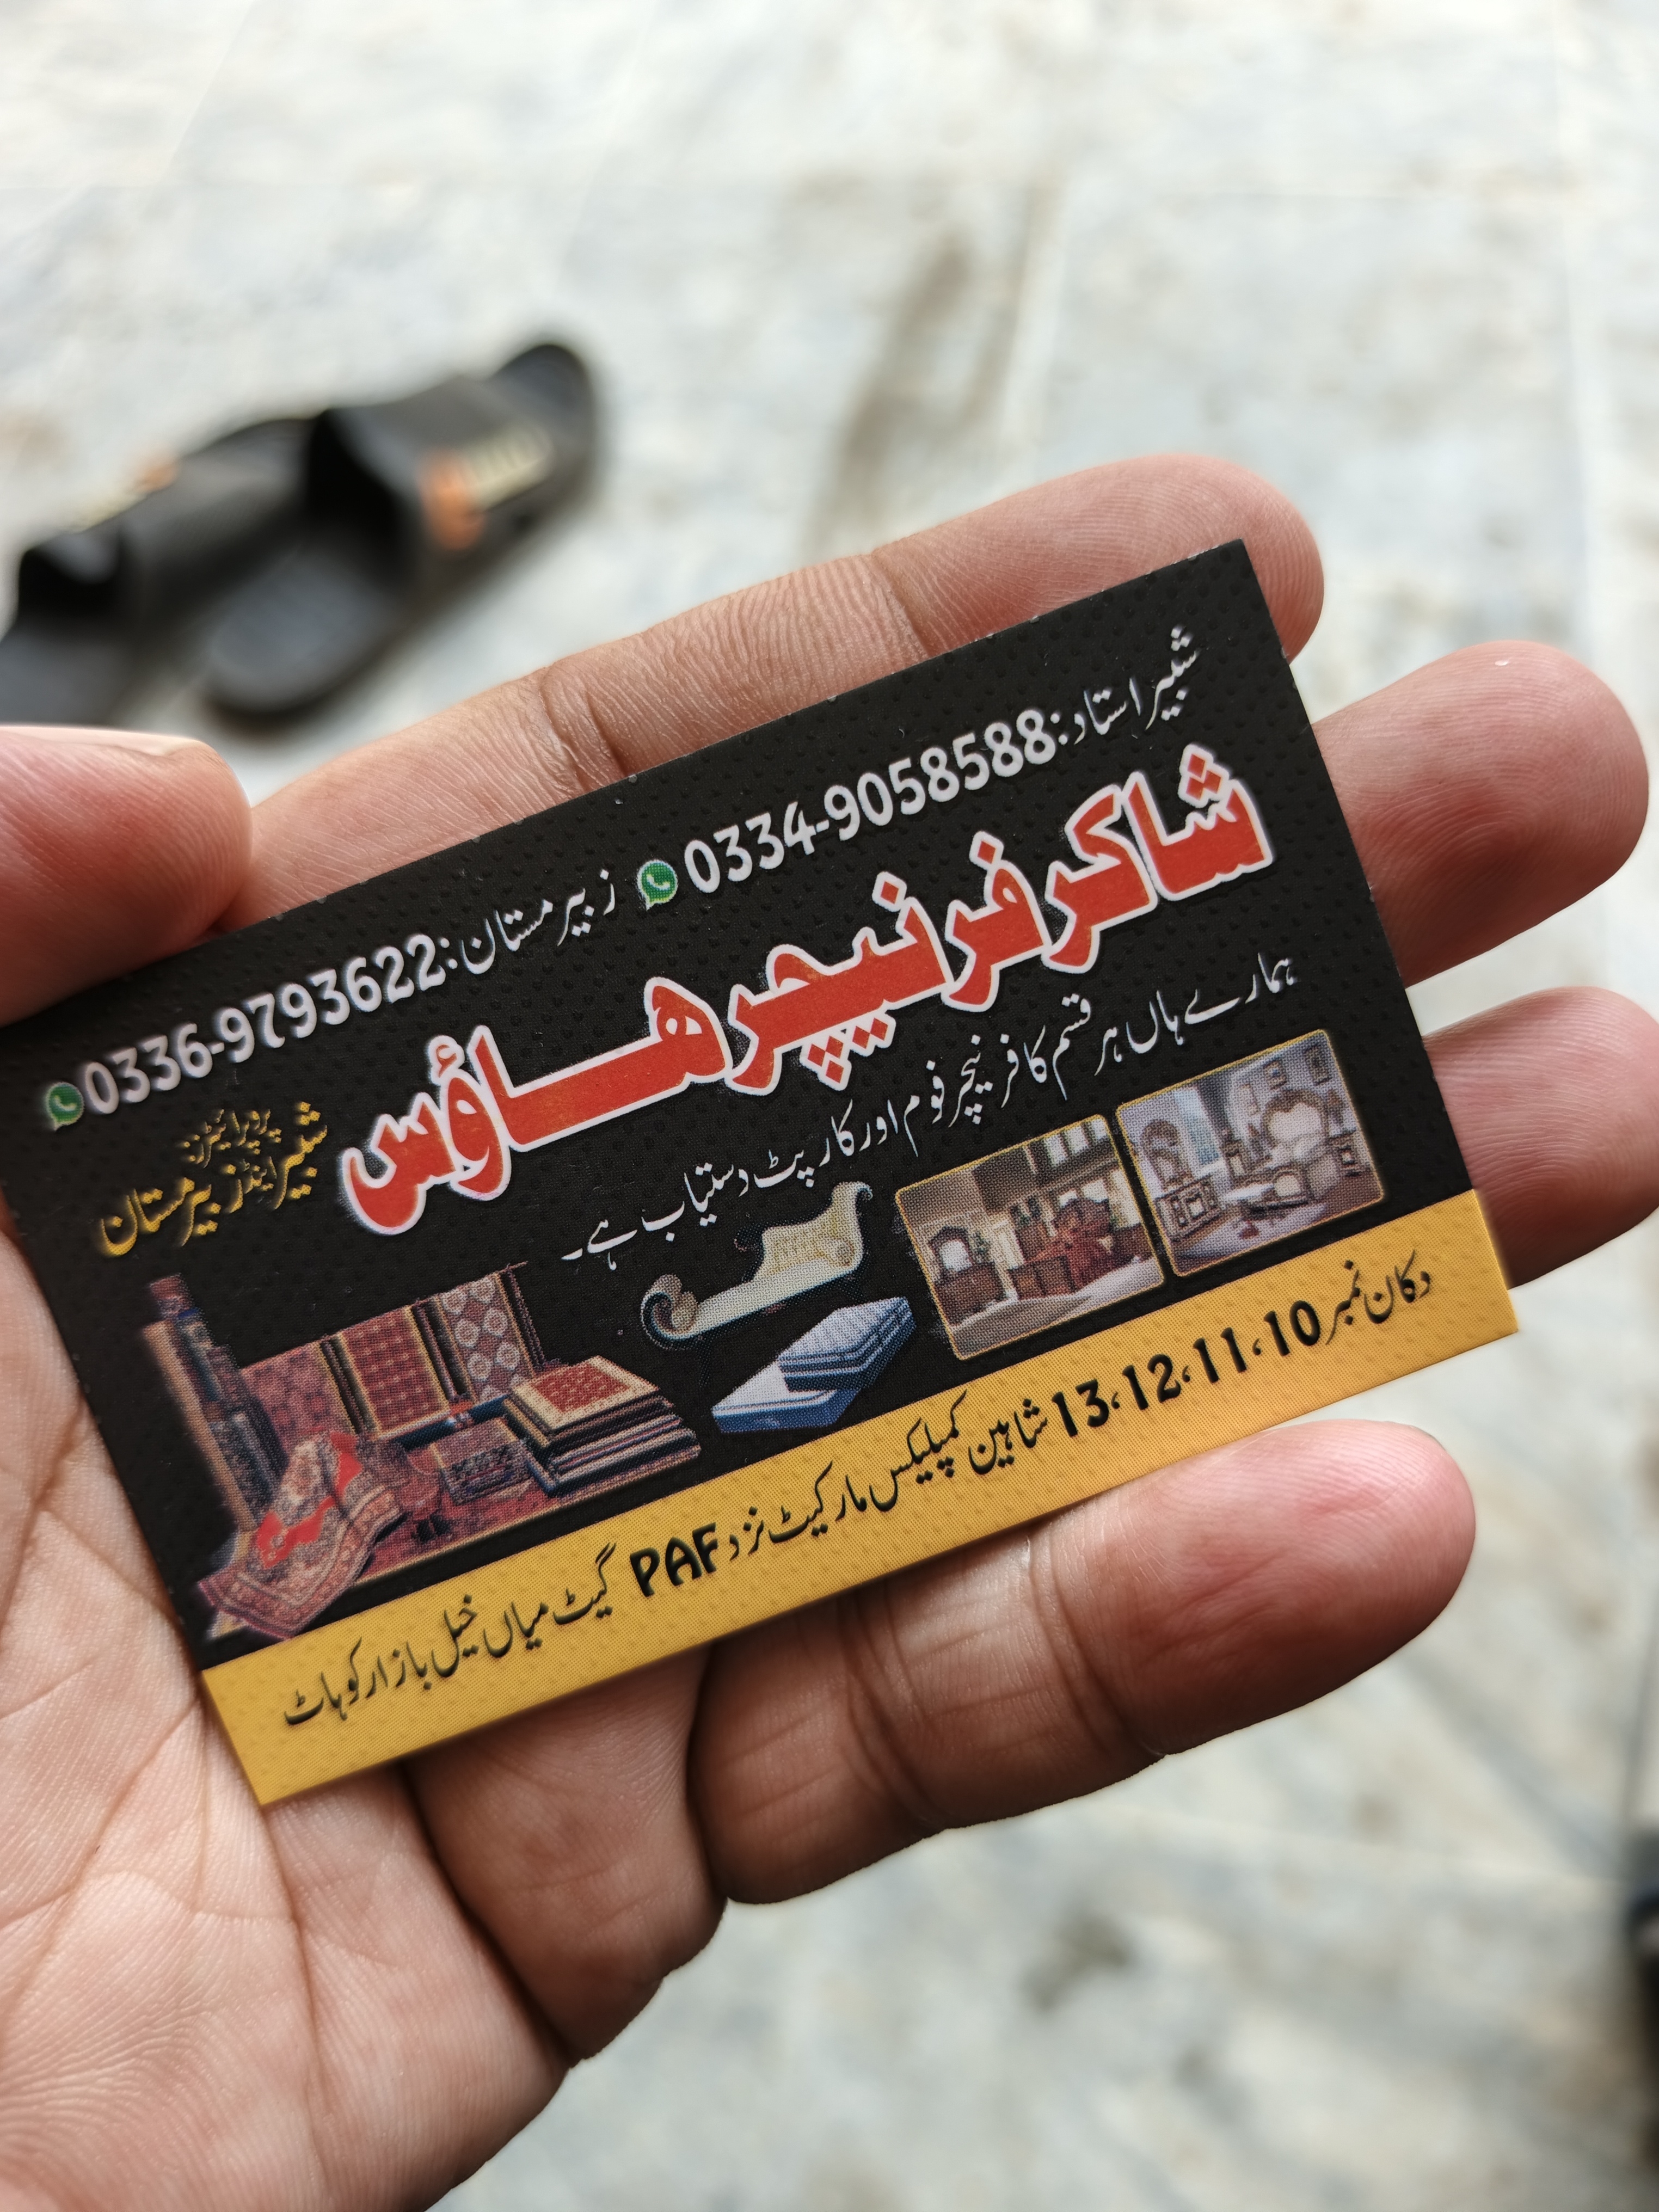 شبیر استاد: 0334-9058588 زبیر مستان: 0336-9793622
شاکر فرنیچر ھاؤس
پروپرائیٹرز:
شبیر اینڈ زبیر مستان
ہمارے ہاں ہر قسم کا فرنیچر فوم اور کارپٹ دستیاب ہے۔
دکان نمبر 10، 11، 12، 13 شاہین کمپلیکس مارکیٹ نزد PAF گیٹ میاں خیل بازار کوہاٹ